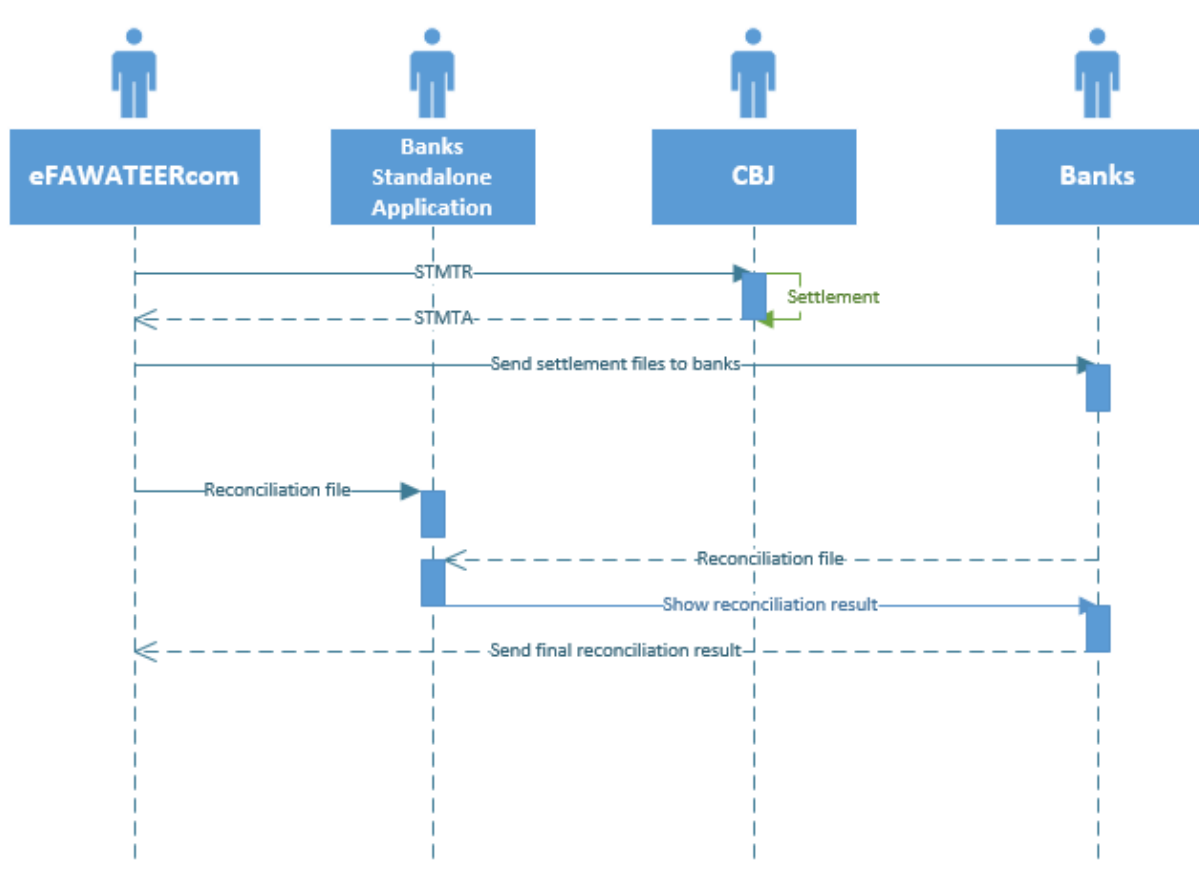 eFAWATEERcom
Banks
Standalone
Application
CBJ
Banks
STMTR
Settlement
STMTA
Send settlement files to banks
Reconciliation file
Reconciliation file
Show reconciliation result
Send final reconciliation result